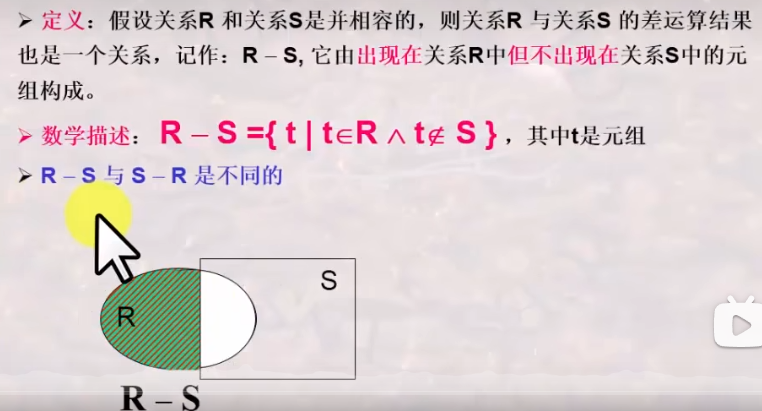 ➢ 定义：假设关系R 和关系S是并相容的，则关系R 与关系S 的差运算结果
也是一个关系，记作：R – S, 它由出现在关系R中但不出现在关系S中的元
组构成。
➢ 数学描述： R – S ={ t | t∈R ∧ t∉ S } ，其中t是元组
➢ R – S 与 S – R 是不同的
S
R
R – S